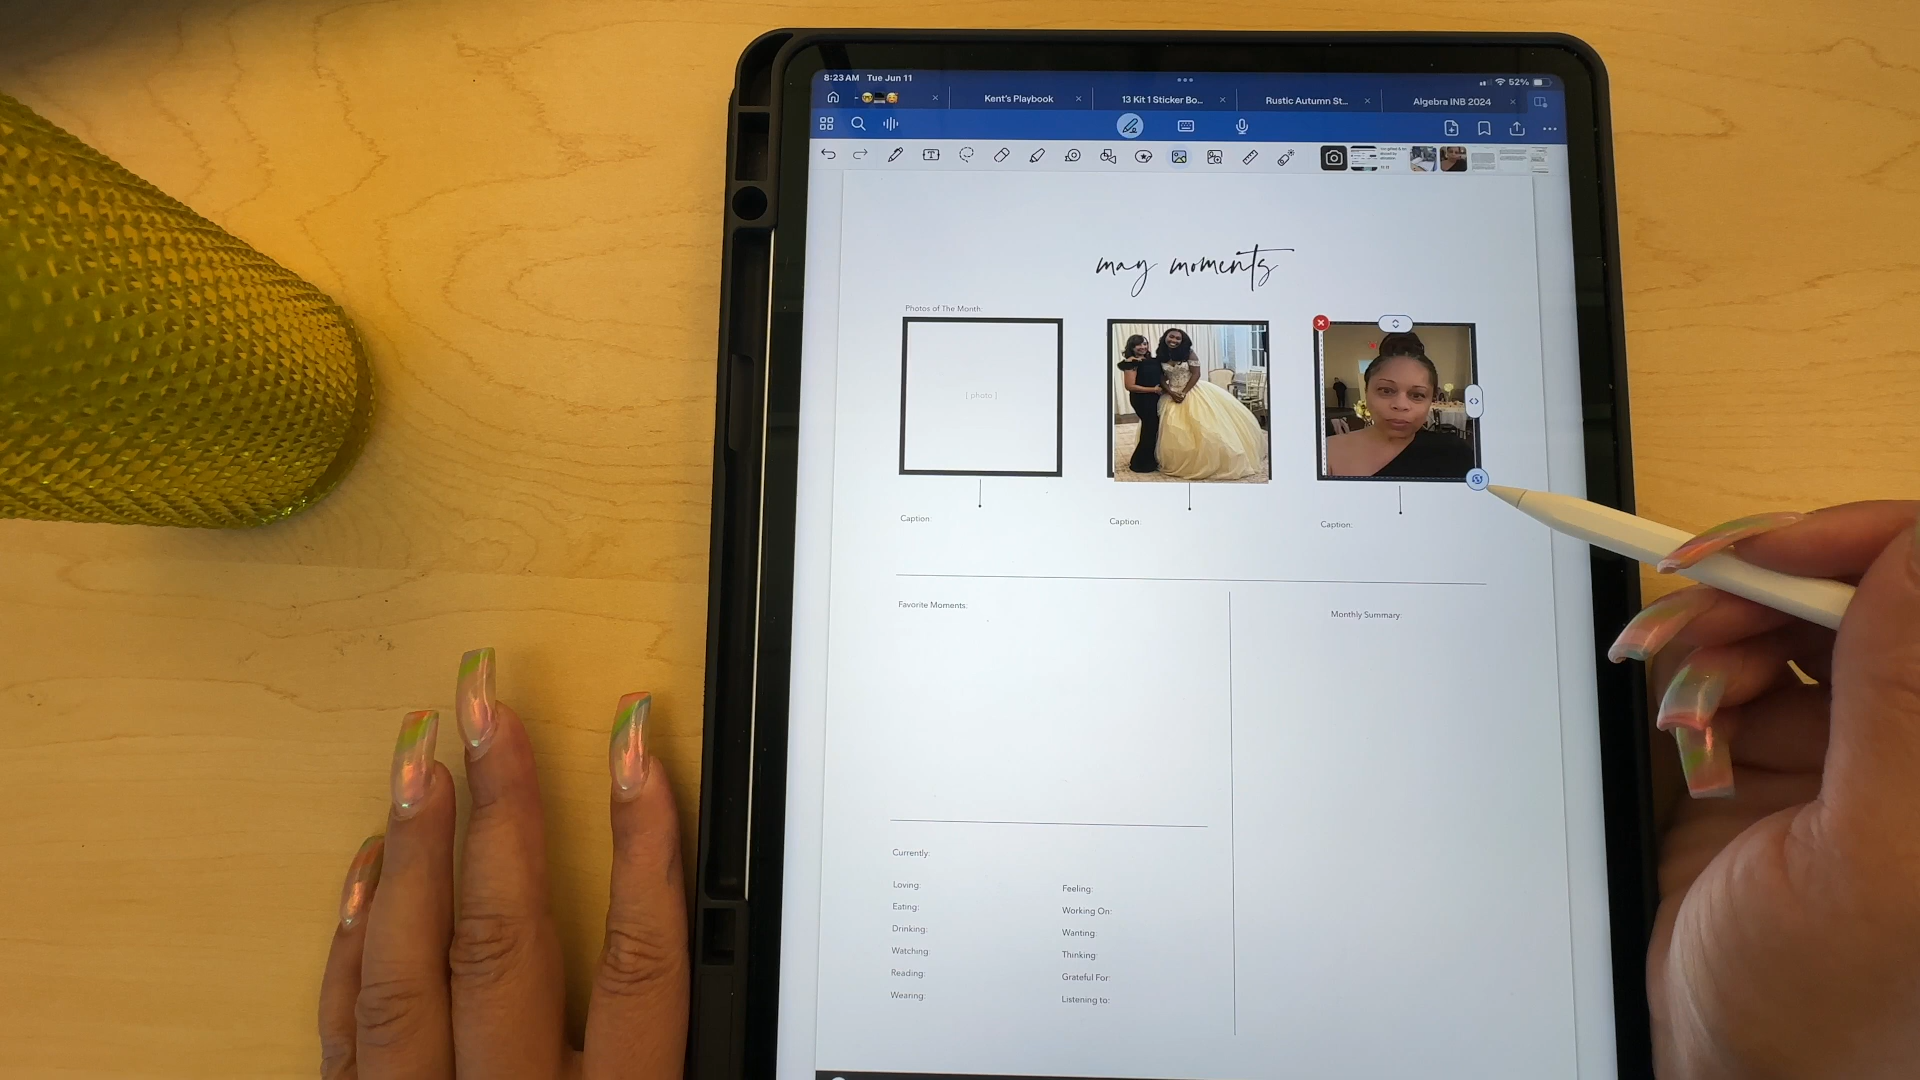 8:23 AM Tue Jun 11
52%
Kent's Playbook
13 Kit 1 Sticker Bo...
Rustic Autumn St...
Algebra INB 2024
may moments
Photos of The Month
[ photo ]
Caption:
Caption:
Caption:
Favorite Moments:
Monthly Summary:
Currently:
Loving:
Feeling:
Eating:
Working On:
Drinking:
Wanting:
Watching:
Thinking:
Reading:
Grateful For:
Wearing:
Listening to: